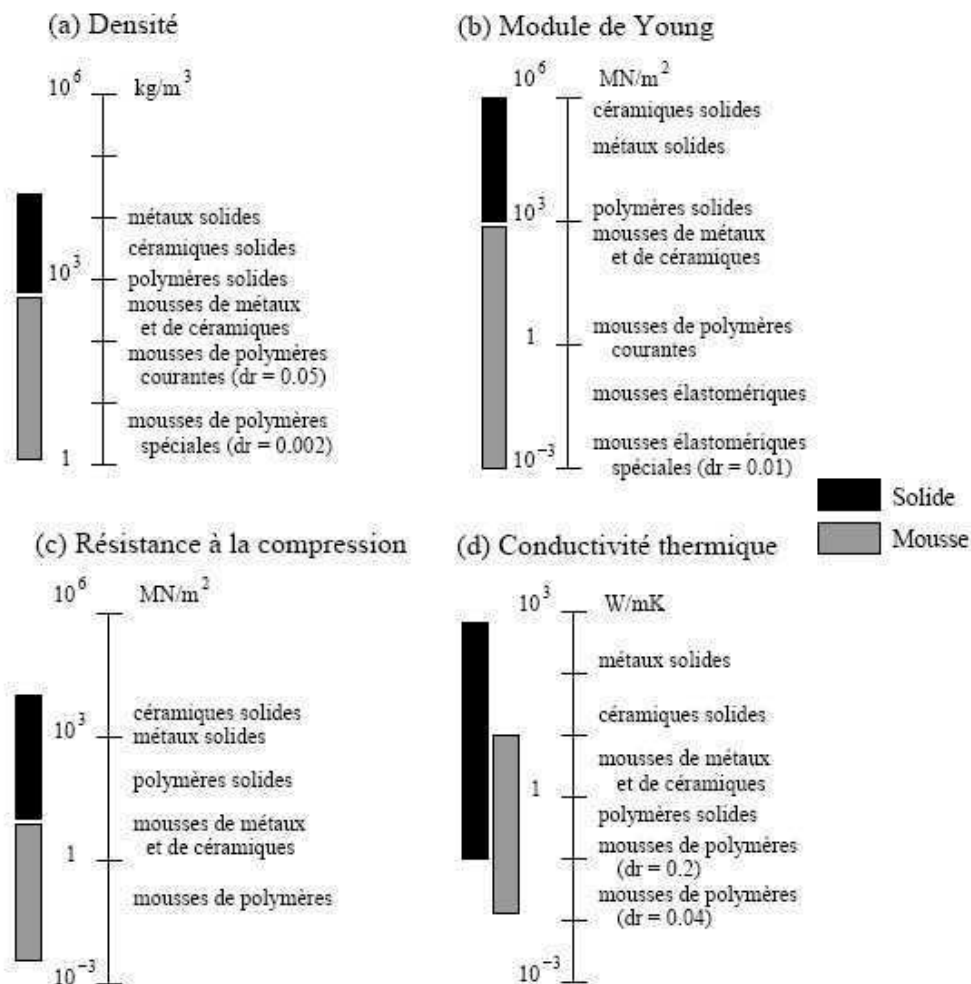 (a) Densité
10^6 kg/m^3
métaux solides
céramiques solides
10^3
polymères solides
mousses de métaux
et de céramiques
mousses de polymères
courantes (dr = 0.05)
mousses de polymères
spéciales (dr = 0.002)
1
(b) Module de Young
10^6 MN/m^2
céramiques solides
métaux solides
polymères solides
10^3
mousses de métaux
et de céramiques
mousses de polymères
1
courantes
mousses élastomériques
mousses élastomériques
10^-3
spéciales (dr = 0.01)
Solide
Mousse
(c) Résistance à la compression
10^6 MN/m^2
céramiques solides
10^3 métaux solides
polymères solides
mousses de métaux
et de céramiques
1
mousses de polymères
10^-3
(d) Conductivité thermique
10^3 W/mK
métaux solides
céramiques solides
mousses de métaux
et de céramiques
1
polymères solides
mousses de polymères
(dr = 0.2)
mousses de polymères
(dr = 0.04)
10^-3